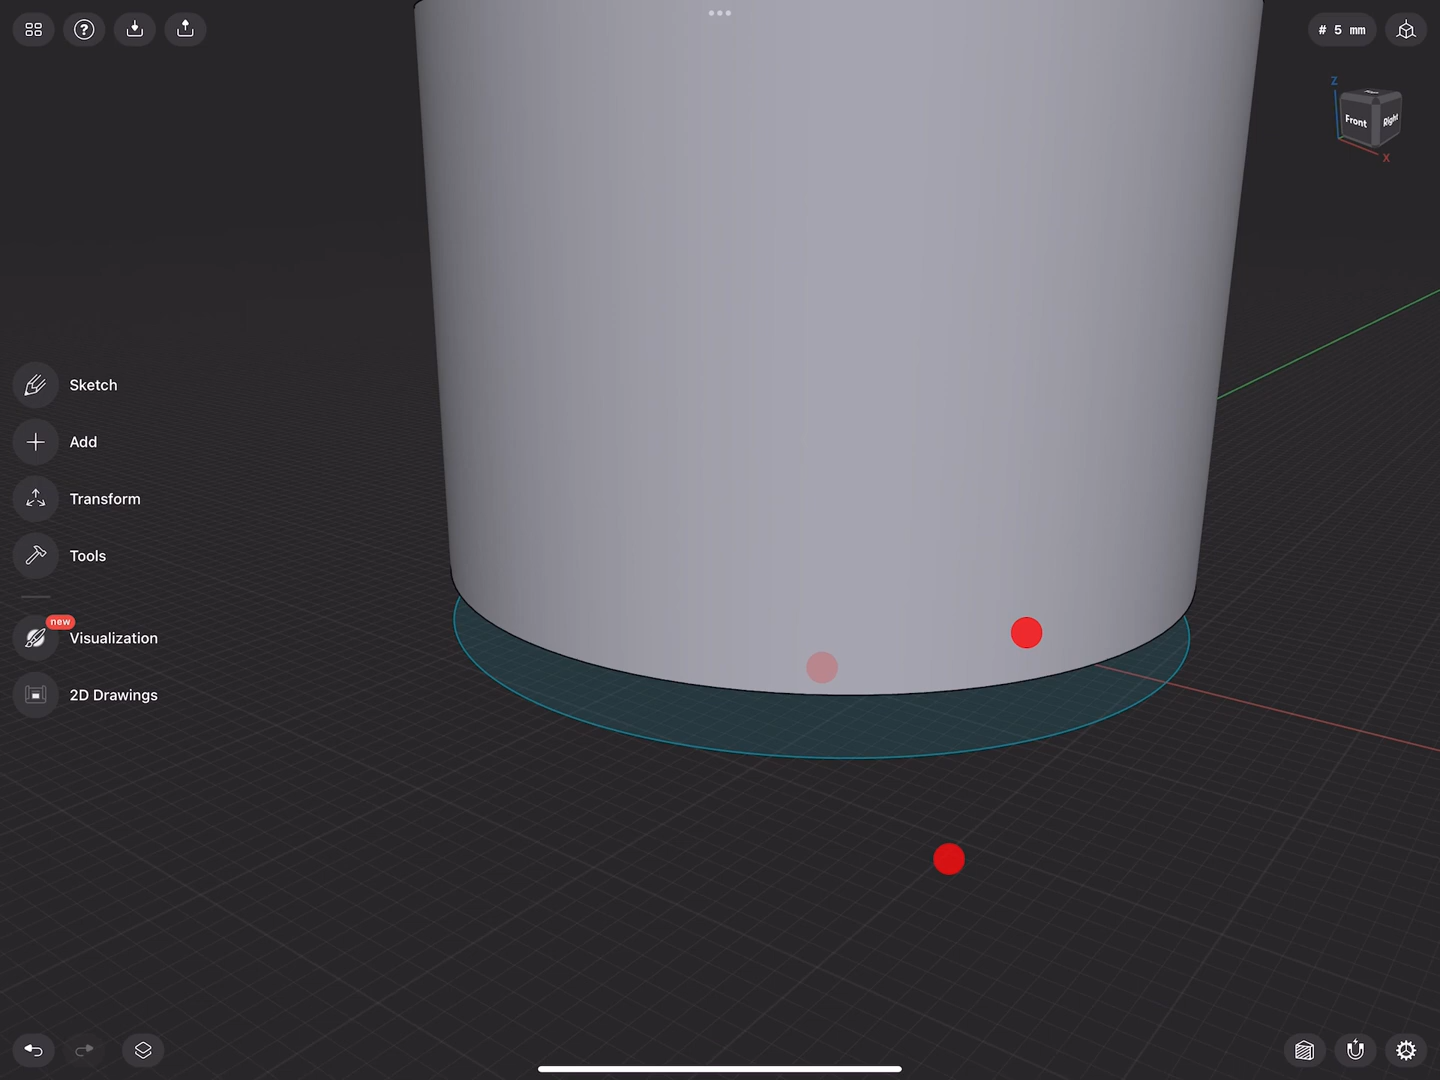 # 5 mm
Z
Front
Right
X
Sketch
Add
Transform
Tools
new
Visualization
2D Drawings